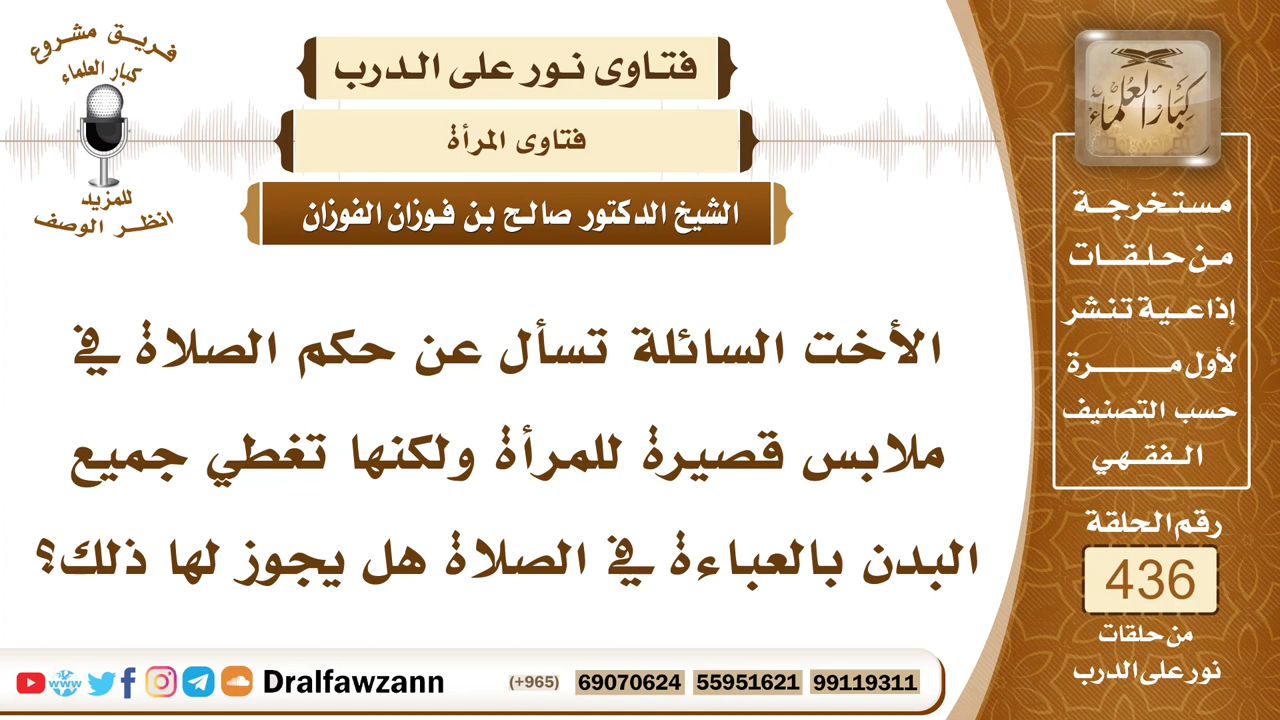 فريق مشروع
كبار العلماء
للمزيد
انظر الوصف
فتاوى نور على الدرب
فتاوى المرأة
الشيخ الدكتور صالح بن فوزان الفوزان
الأخت السائلة تسأل عن حكم الصلاة في
ملابس قصيرة للمرأة ولكنها تغطي جميع
البدن بالعباءة في الصلاة هل يجوز لها ذلك؟
كبار العلماء
مستخرجة
من حلقات
إذاعية تنشر
لأول مرة
حسب التصنيف
الفقهي
رقم الحلقة
436
من حلقات
نور على الدرب
www Dralfawzann (+965) 69070624 55951621 99119311